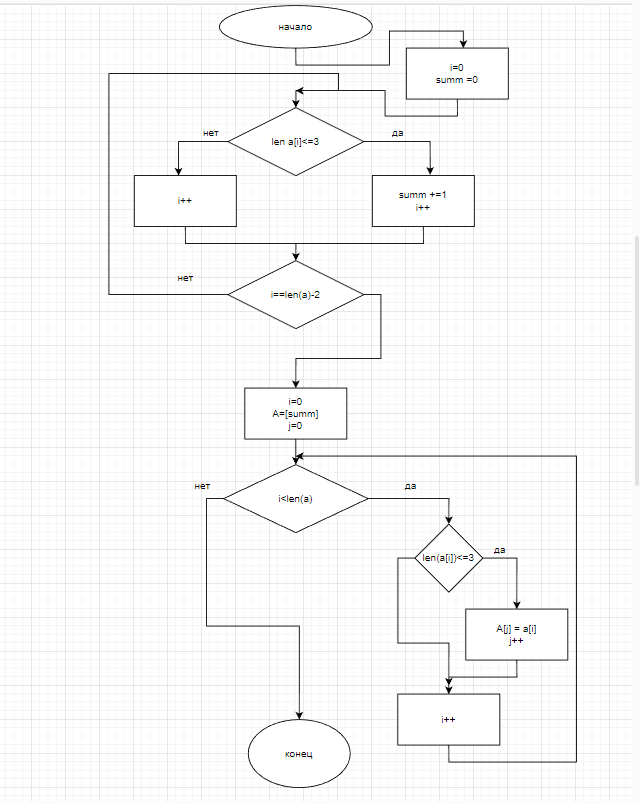 начало
i=0
summ =0
len a[i]<=3
нет
да
i++
summ +=1
i++
i==len(a)-2
нет
i=0
A=[summ]
j=0
i<len(a)
нет
да
len(a[i])<=3
да
A[j] = a[i]
j++
i++
конец